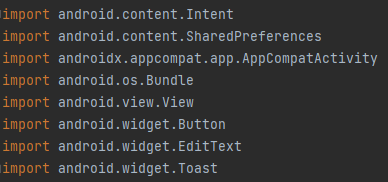 import android.content.Intent
import android.content.SharedPreferences
import androidx.appcompat.app.AppCompatActivity
import android.os.Bundle
import android.view.View
import android.widget.Button
import android.widget.EditText
import android.widget.Toast